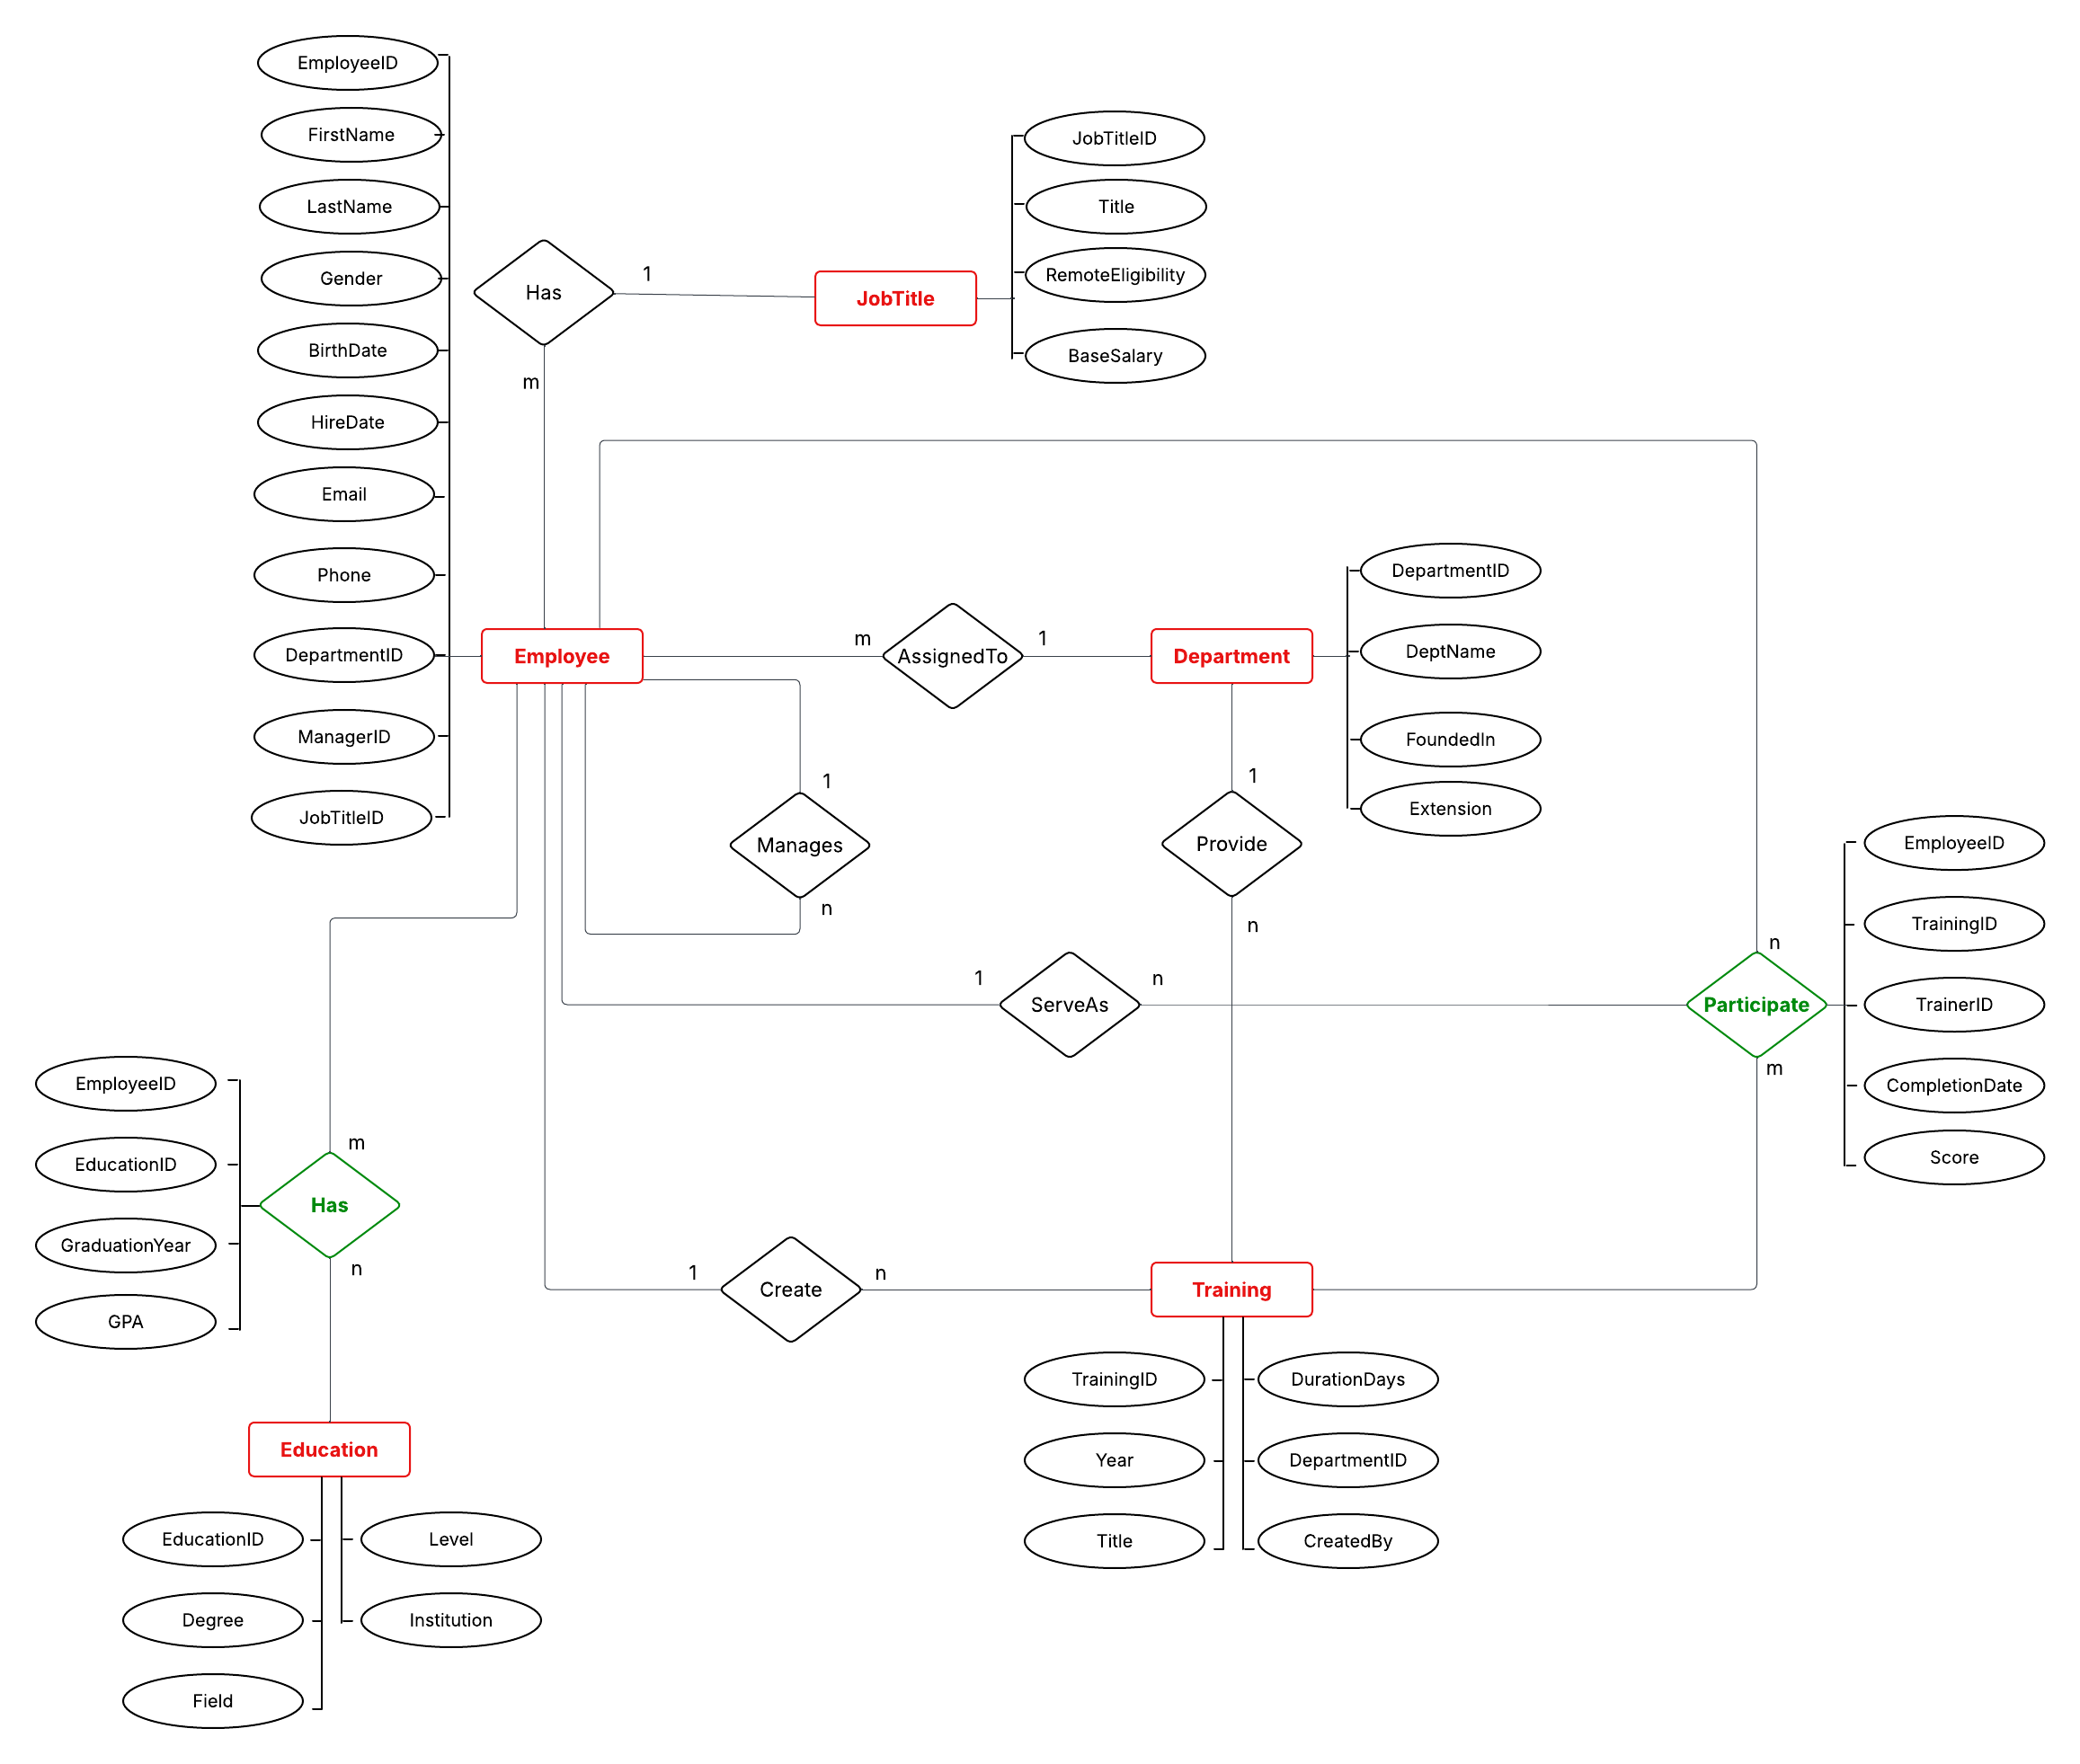 EmployeeID
FirstName
LastName
Gender
BirthDate
HireDate
Email
Phone
DepartmentID
ManagerID
JobTitleID
Has
1
m
JobTitle
JobTitleID
Title
RemoteEligibility
BaseSalary
Employee
m
AssignedTo
1
Department
DepartmentID
DeptName
FoundedIn
Extension
1
Manages
n
1
Provide
n
1
ServeAs
n
n
Participate
m
EmployeeID
TrainingID
TrainerID
CompletionDate
Score
EmployeeID
EducationID
GraduationYear
GPA
m
Has
n
1
Create
n
Training
TrainingID
Year
Title
DurationDays
DepartmentID
CreatedBy
Education
EducationID
Degree
Field
Level
Institution